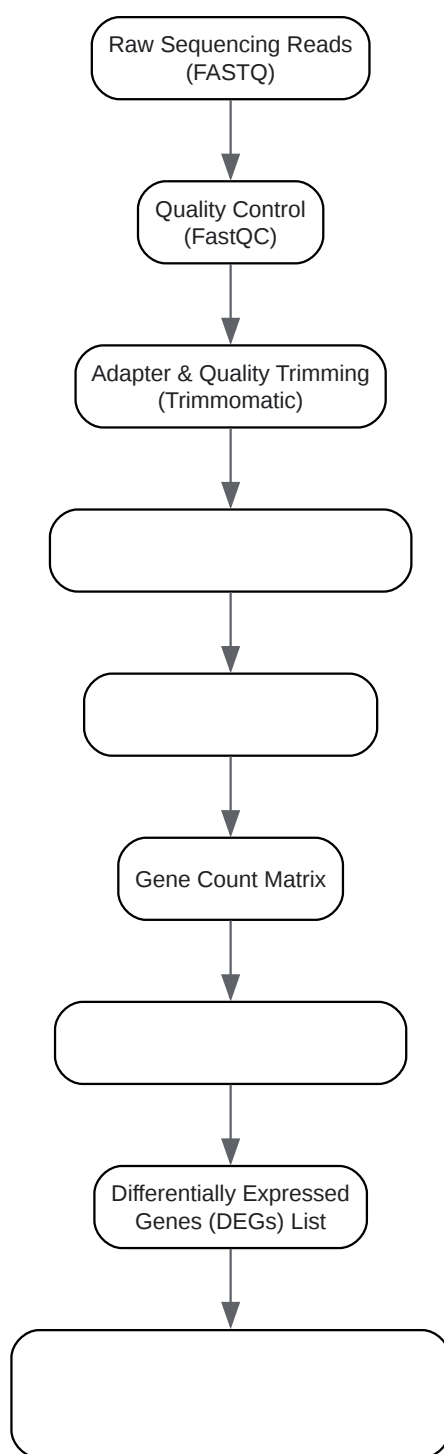 Raw Sequencing Reads
(FASTQ)
Quality Control
(FastQC)
Adapter & Quality Trimming
(Trimmomatic)
Gene Count Matrix
Differentially Expressed
Genes (DEGs) List